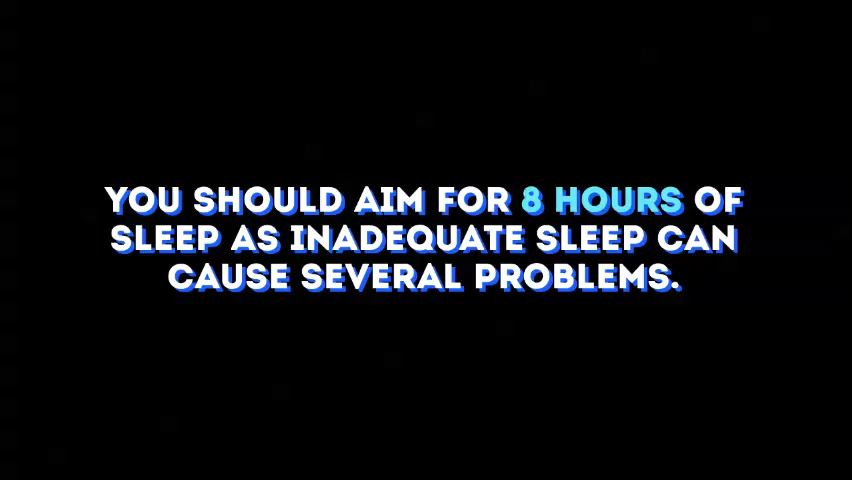 YOU SHOULD AIM FOR 8 HOURS OF
SLEEP AS INADEQUATE SLEEP CAN
CAUSE SEVERAL PROBLEMS.